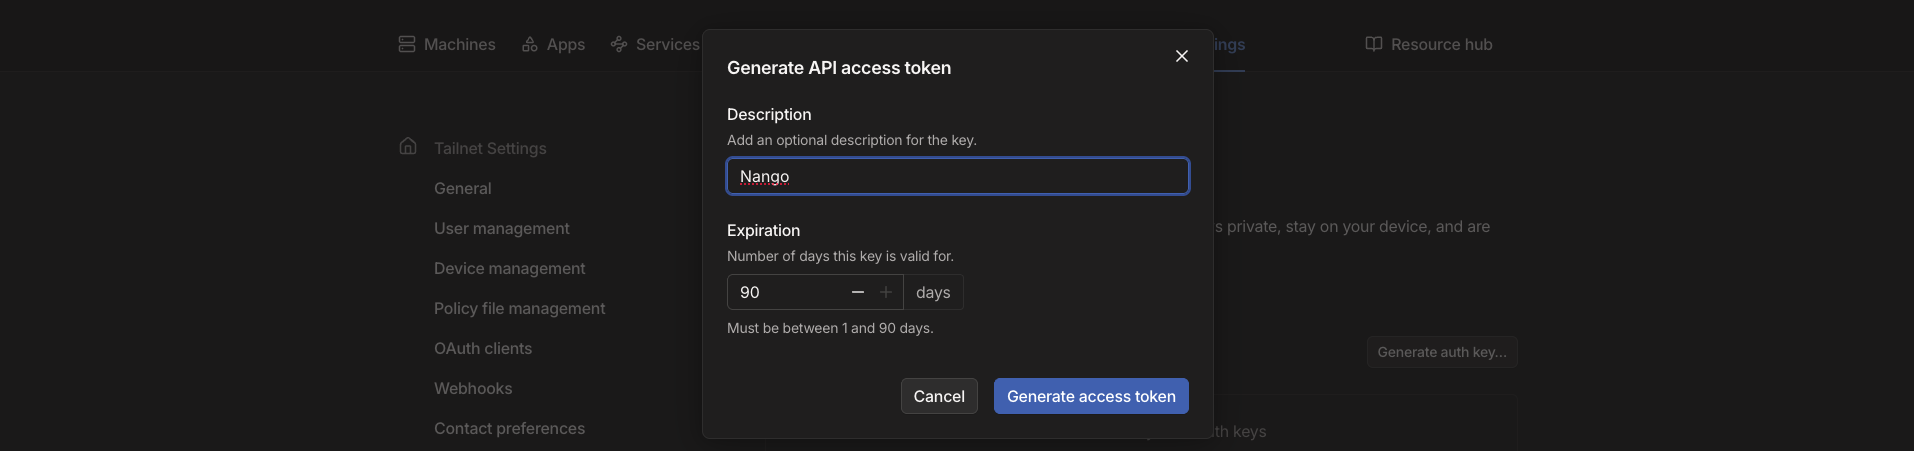 Machines Apps Services ings Resource hub
Generate API access token
Description
Add an optional description for the key.
Nango
Expiration
Number of days this key is valid for.
90 days
Must be between 1 and 90 days.
Cancel Generate access token
Tailnet Settings
General
User management
Device management
Policy file management
OAuth clients
Webhooks
Contact preferences
s private, stay on your device, and are
Generate auth key...
th keys